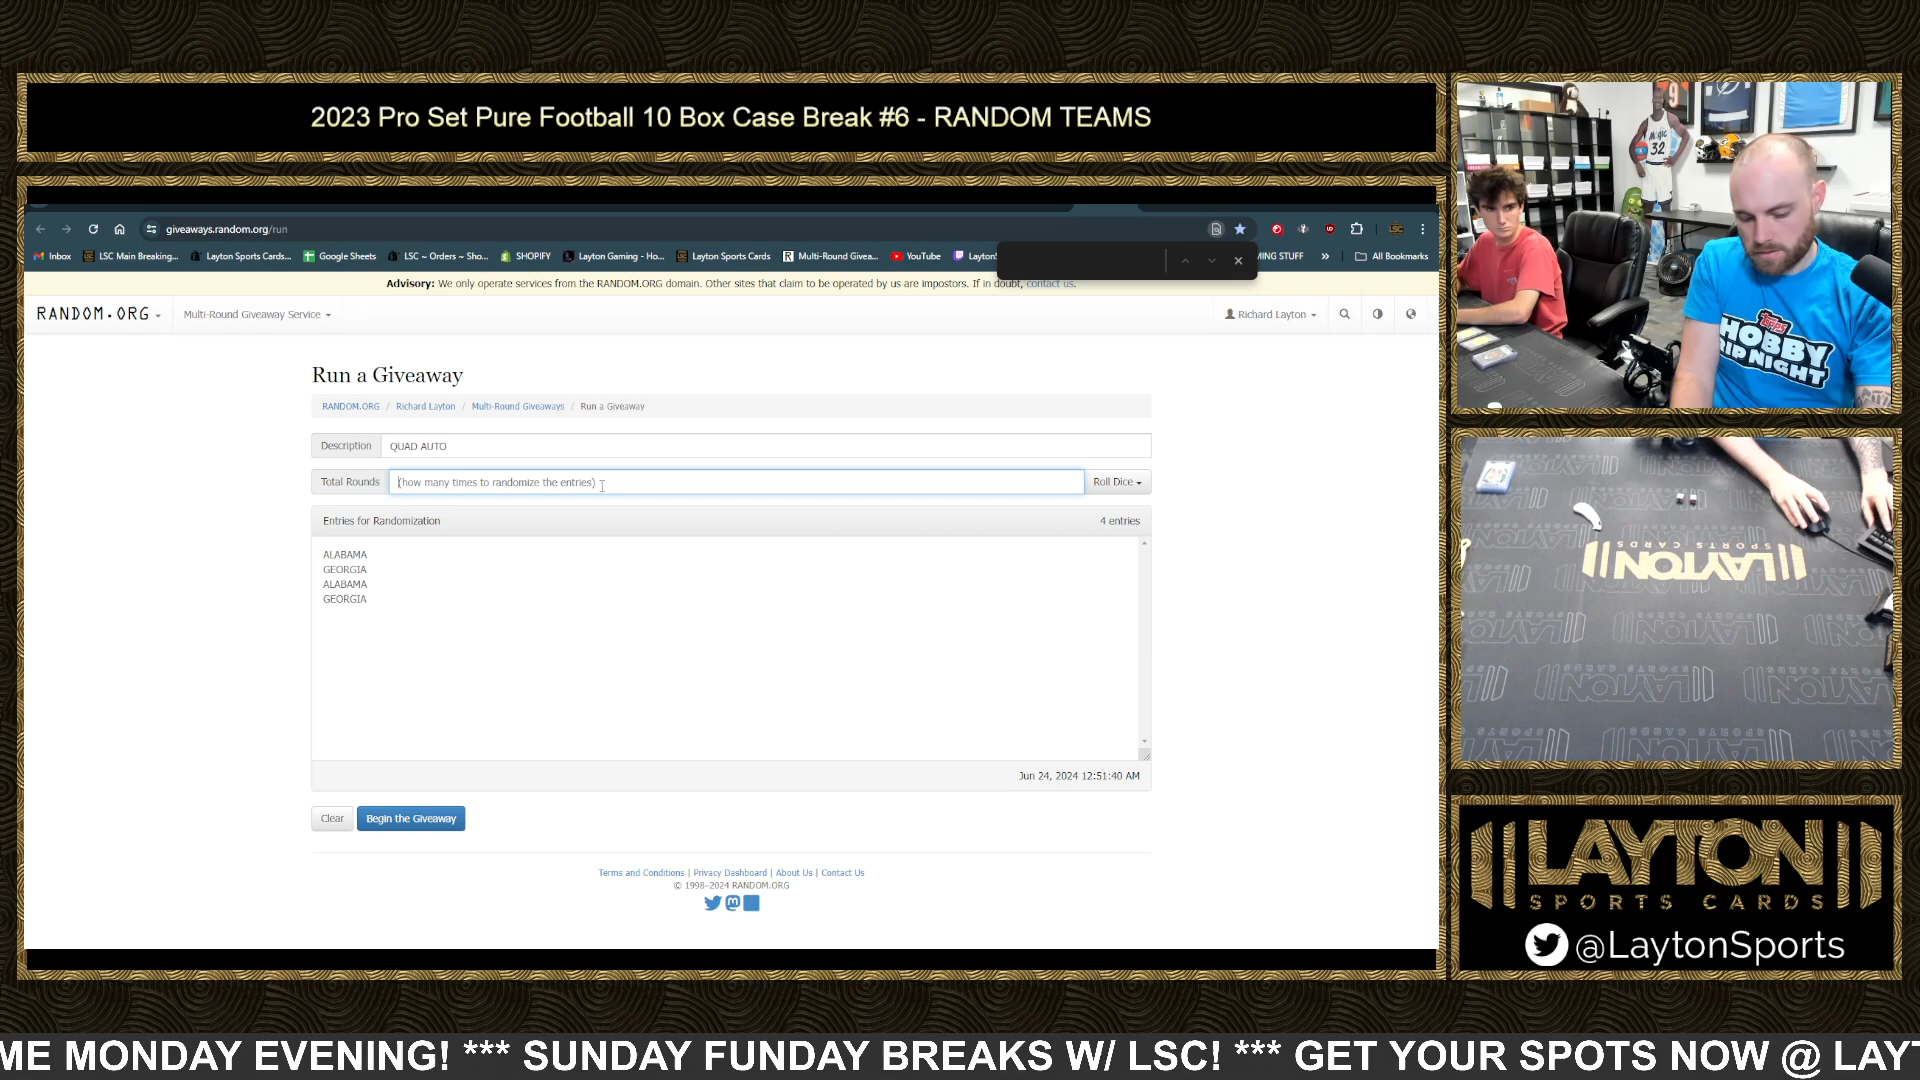 2023 Pro Set Pure Football 10 Box Case Break #6 - RANDOM TEAMS
giveaways.random.org/run
Inbox
LSC Main Breaking...
Layton Sports Cards...
Google Sheets
LSC ~ Orders ~ Sho...
SHOPIFY
Layton Gaming - Ho...
Layton Sports Cards
Multi-Round Givea...
YouTube
MING STUFF
All Bookmarks
Advisory: We only operate services from the RANDOM.ORG domain. Other sites that claim to be operated by us are impostors. If in doubt, contact us.
RANDOM.ORG
Multi-Round Giveaway Service
Richard Layton
Run a Giveaway
RANDOM.ORG / Richard Layton / Multi-Round Giveaways / Run a Giveaway
Description QUAD AUTO
Total Rounds (how many times to randomize the entries) Roll Dice
Entries for Randomization 4 entries
ALABAMA
GEORGIA
ALABAMA
GEORGIA
Jun 24, 2024 12:51:40 AM
Clear Begin the Giveaway
Terms and Conditions | Privacy Dashboard | About Us | Contact Us
© 1998–2024 RANDOM.ORG
Magic
32
topps
HOBBY
RIP NIGHT
LAYTON
SPORTS CARDS
LAYTON
SPORTS CARDS
@LaytonSports
ME MONDAY EVENING! *** SUNDAY FUNDAY BREAKS W/ LSC! *** GET YOUR SPOTS NOW @ LAYT